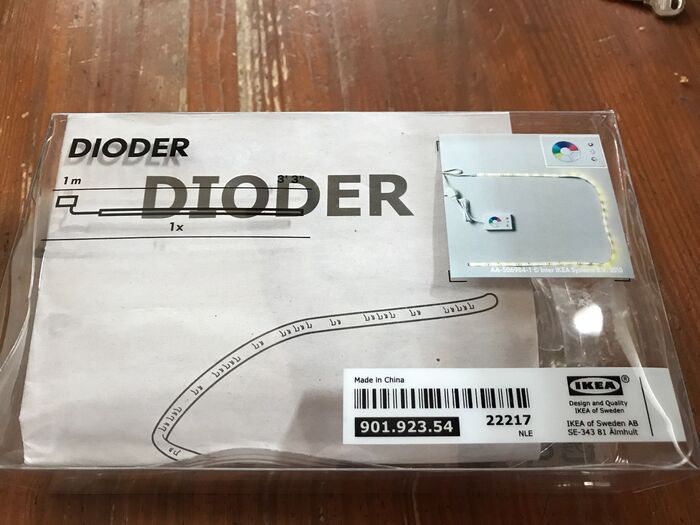 DIODER
1 m
3' 3"
DIODER
1x
AA-506984-1 © Inter IKEA Systems B.V. 2010
Made in China
901.923.54
22217
NLE
IKEA®
Design and Quality
IKEA of Sweden
IKEA of Sweden AB
SE-343 81 Älmhult